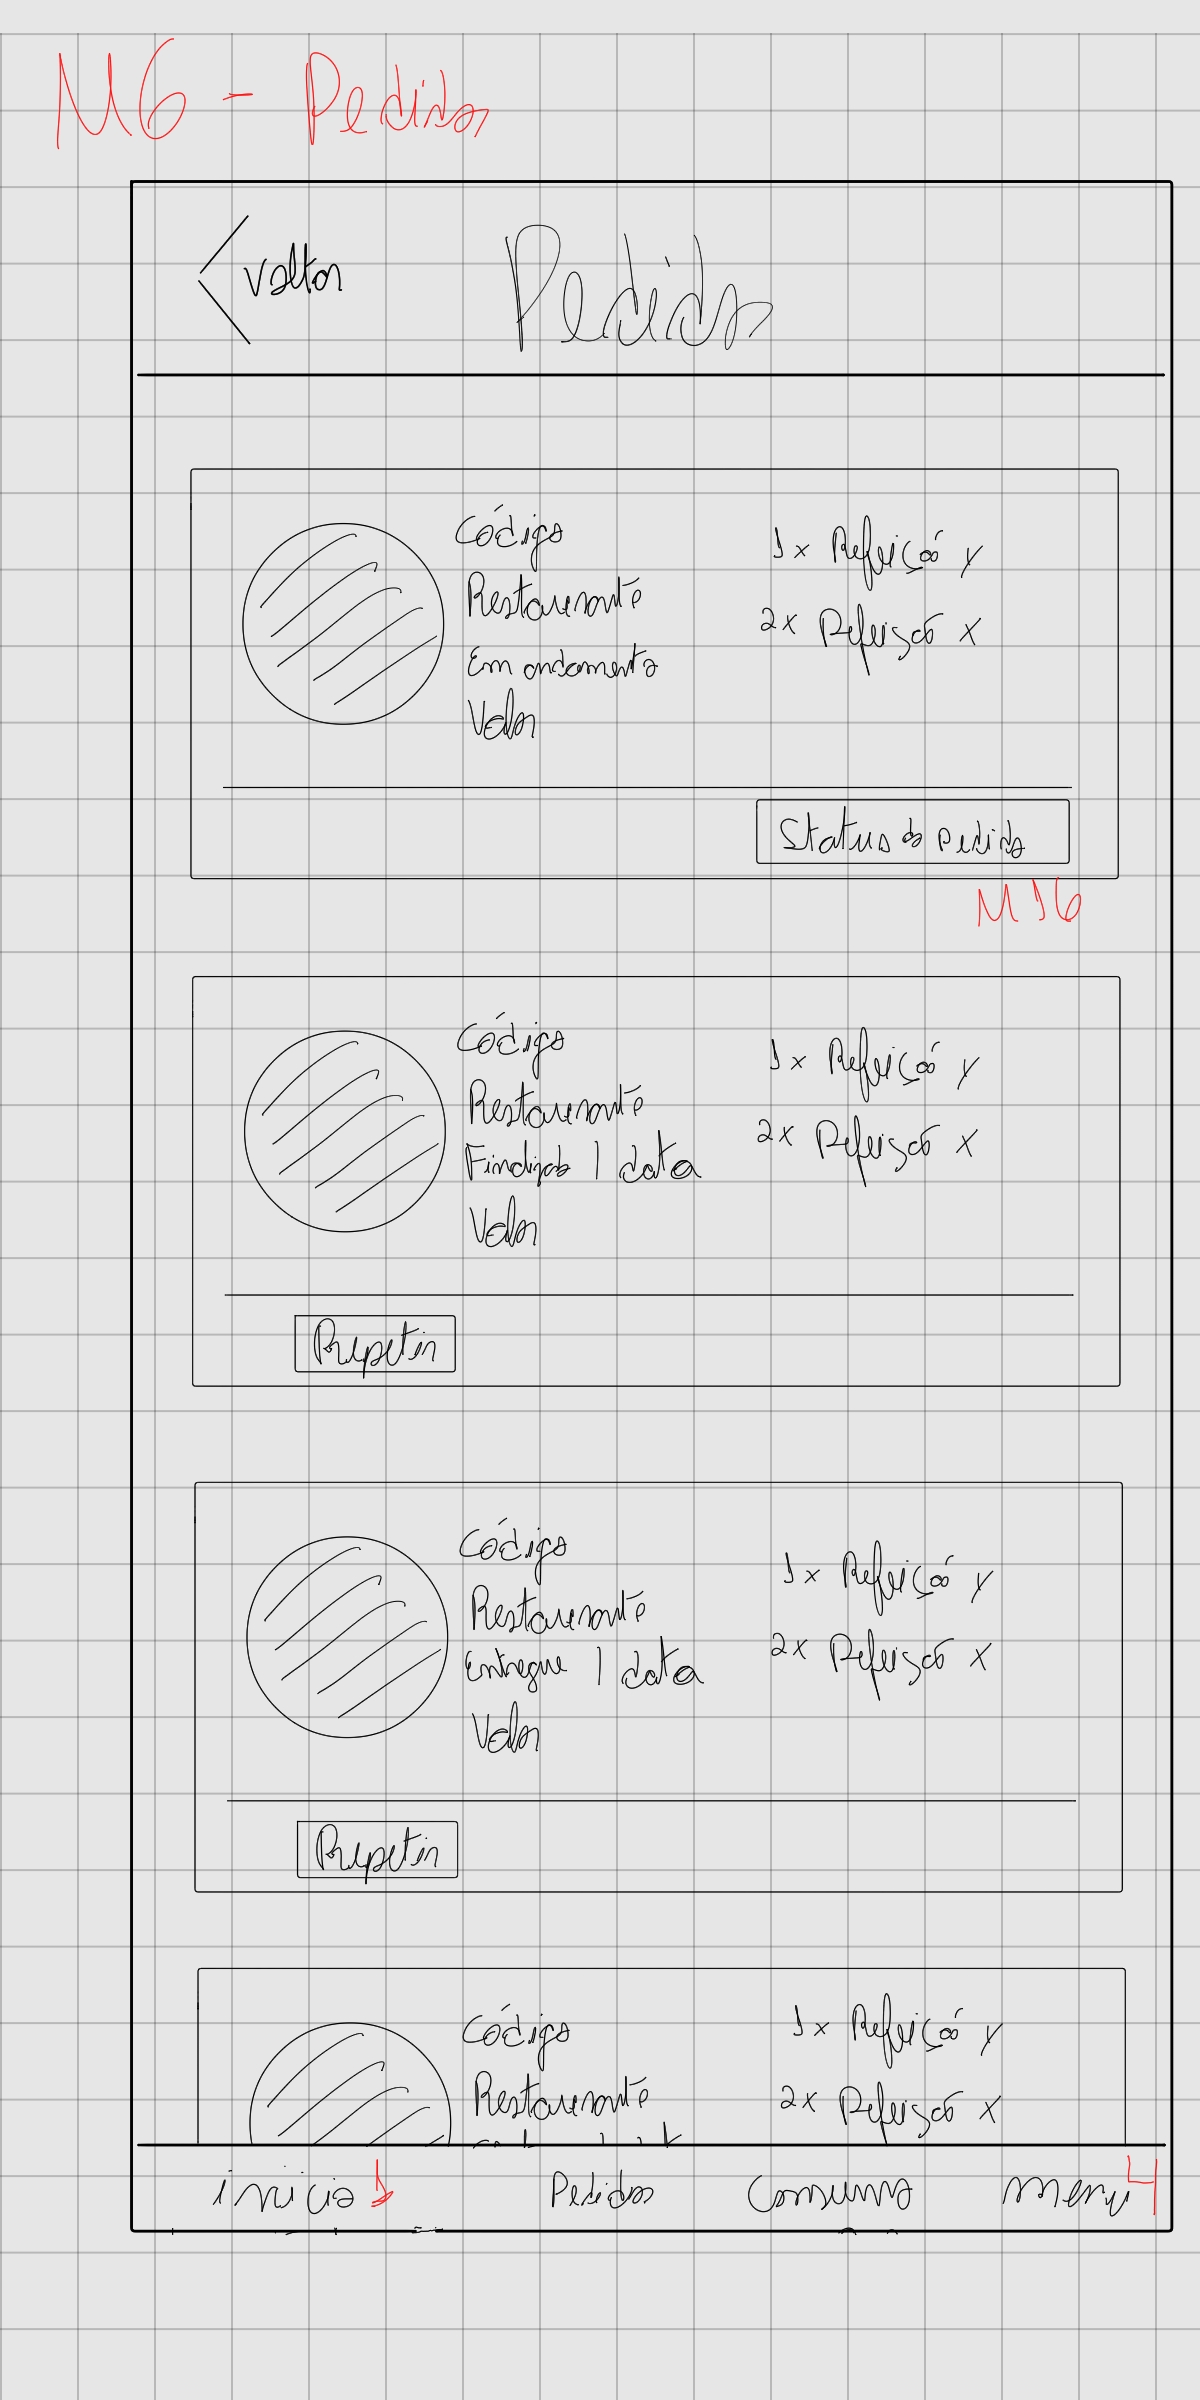 M6 - Pedidos
Voltar
Pedidos
Código
Restaurante
Em andamento
Valor
1x Refeição y
2x Refeição x
Status do pedido
M16
Código
Restaurante
Finalizado | data
Valor
1x Refeição y
2x Refeição x
Repetir
Código
Restaurante
Entregue | data
Valor
1x Refeição y
2x Refeição x
Repetir
Código
Restaurante
1x Refeição y
2x Refeição x
início 1 Pedidos Consumo menu 4